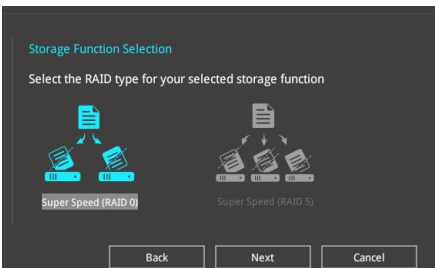 Storage Function Selection
Select the RAID type for your selected storage function
Super Speed (RAID 0)
Super Speed (RAID 5)
Back
Next
Cancel